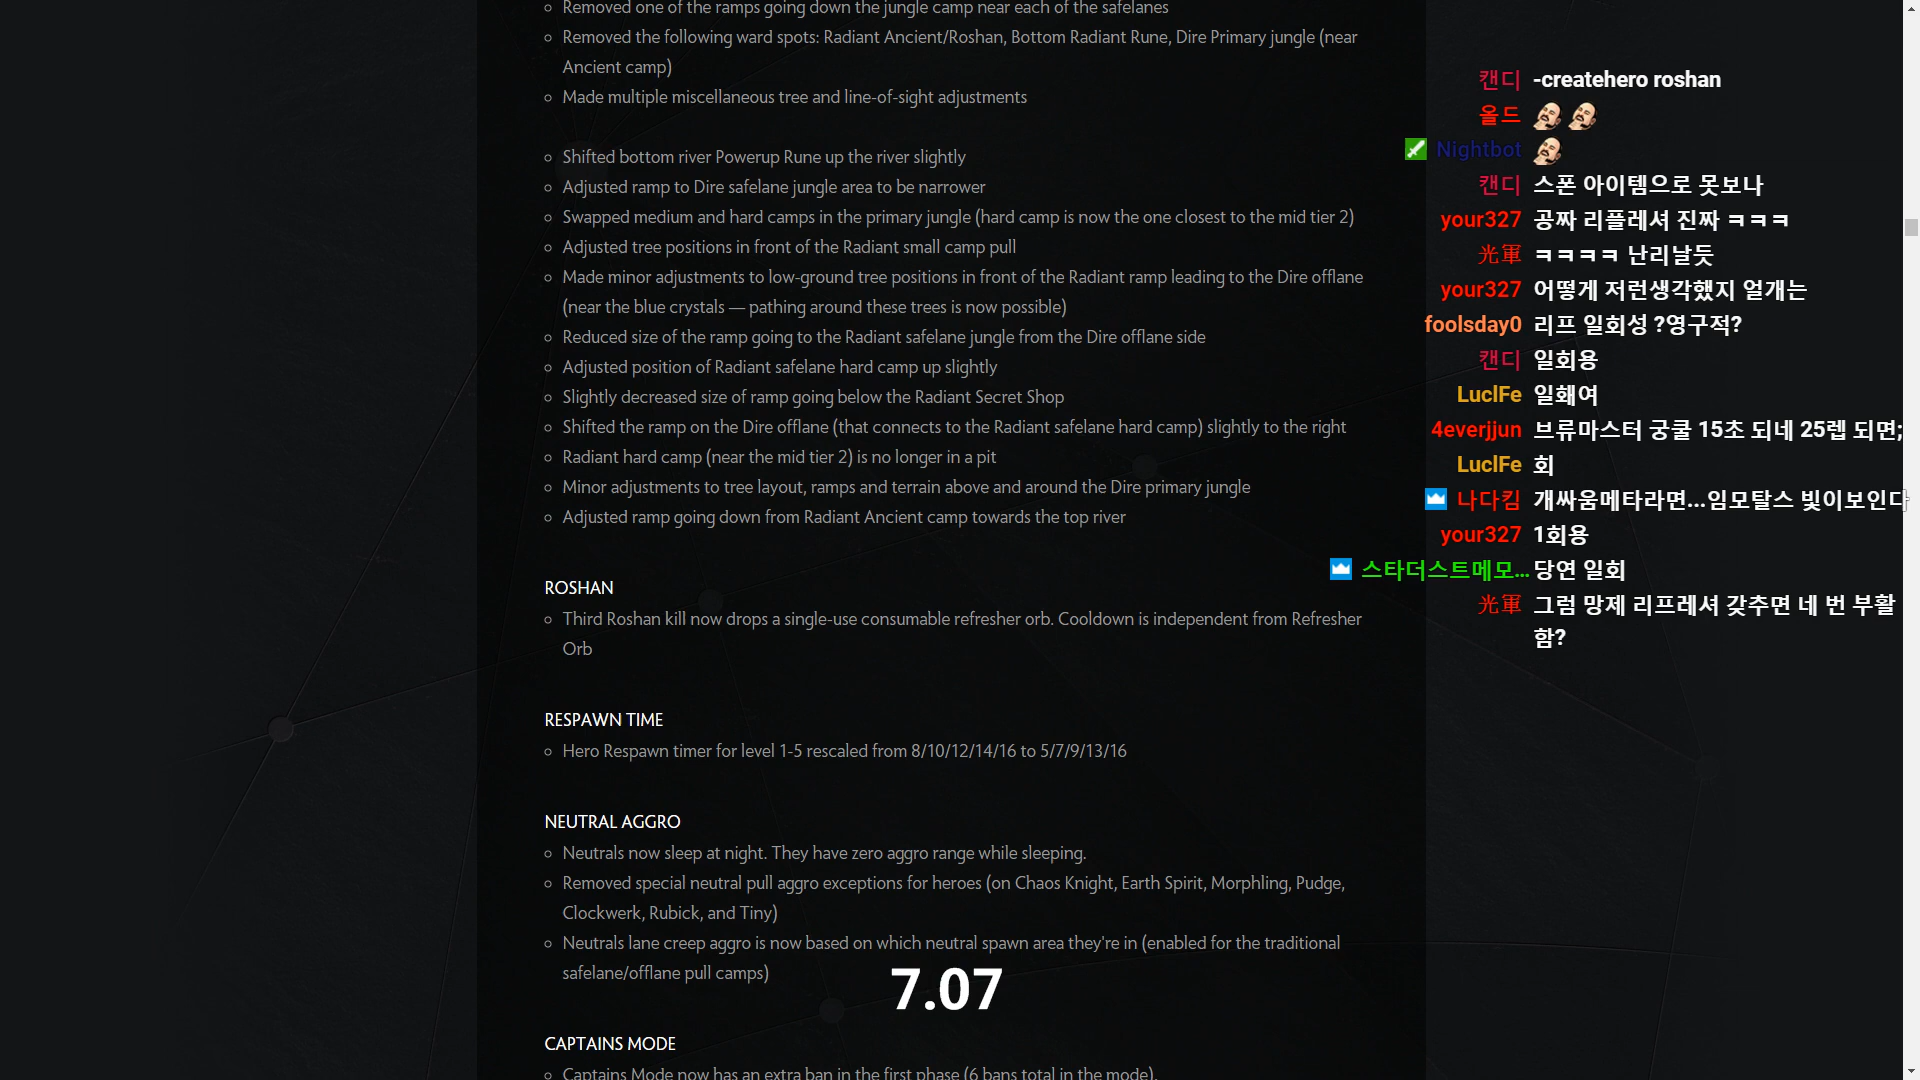 Removed one of the ramps going down the jungle camp near each of the safelanes
Removed the following ward spots: Radiant Ancient/Roshan, Bottom Radiant Rune, Dire Primary jungle (near
Ancient camp)
Made multiple miscellaneous tree and line-of-sight adjustments
Shifted bottom river Powerup Rune up the river slightly
Adjusted ramp to Dire safelane jungle area to be narrower
Swapped medium and hard camps in the primary jungle (hard camp is now the one closest to the mid tier 2)
Adjusted tree positions in front of the Radiant small camp pull
Made minor adjustments to low-ground tree positions in front of the Radiant ramp leading to the Dire offlane
(near the blue crystals — pathing around these trees is now possible)
Reduced size of the ramp going to the Radiant safelane jungle from the Dire offlane side
Adjusted position of Radiant safelane hard camp up slightly
Slightly decreased size of ramp going below the Radiant Secret Shop
Shifted the ramp on the Dire offlane (that connects to the Radiant safelane hard camp) slightly to the right
Radiant hard camp (near the mid tier 2) is no longer in a pit
Minor adjustments to tree layout, ramps and terrain above and around the Dire primary jungle
Adjusted ramp going down from Radiant Ancient camp towards the top river
ROSHAN
Third Roshan kill now drops a single-use consumable refresher orb. Cooldown is independent from Refresher
Orb
RESPAWN TIME
Hero Respawn timer for level 1-5 rescaled from 8/10/12/14/16 to 5/7/9/13/16
NEUTRAL AGGRO
Neutrals now sleep at night. They have zero aggro range while sleeping.
Removed special neutral pull aggro exceptions for heroes (on Chaos Knight, Earth Spirit, Morphling, Pudge,
Clockwerk, Rubick, and Tiny)
Neutrals lane creep aggro is now based on which neutral spawn area they're in (enabled for the traditional
safelane/offlane pull camps)
7.07
CAPTAINS MODE
Captains Mode now has an extra ban in the first phase (6 bans total in the mode).
캔디 -createhero roshan
올드
Nightbot
캔디 스폰 아이템으로 못보나
your327 공짜 리플레셔 진짜 ㅋㅋㅋ
光軍 ㅋㅋㅋㅋ 난리날듯
your327 어떻게 저런생각했지 얼개는
foolsday0 리프 일회성 ?영구적?
캔디 일회용
LuclFe 일홰여
4everjjun 브류마스터 궁쿨 15초 되네 25렙 되면;
LuclFe 회
나다킴 개싸움메타라면...임모탈스 빛이보인다
your327 1회용
스타더스트메모... 당연 일회
光軍 그럼 망제 리프레셔 갖추면 네 번 부활
함?